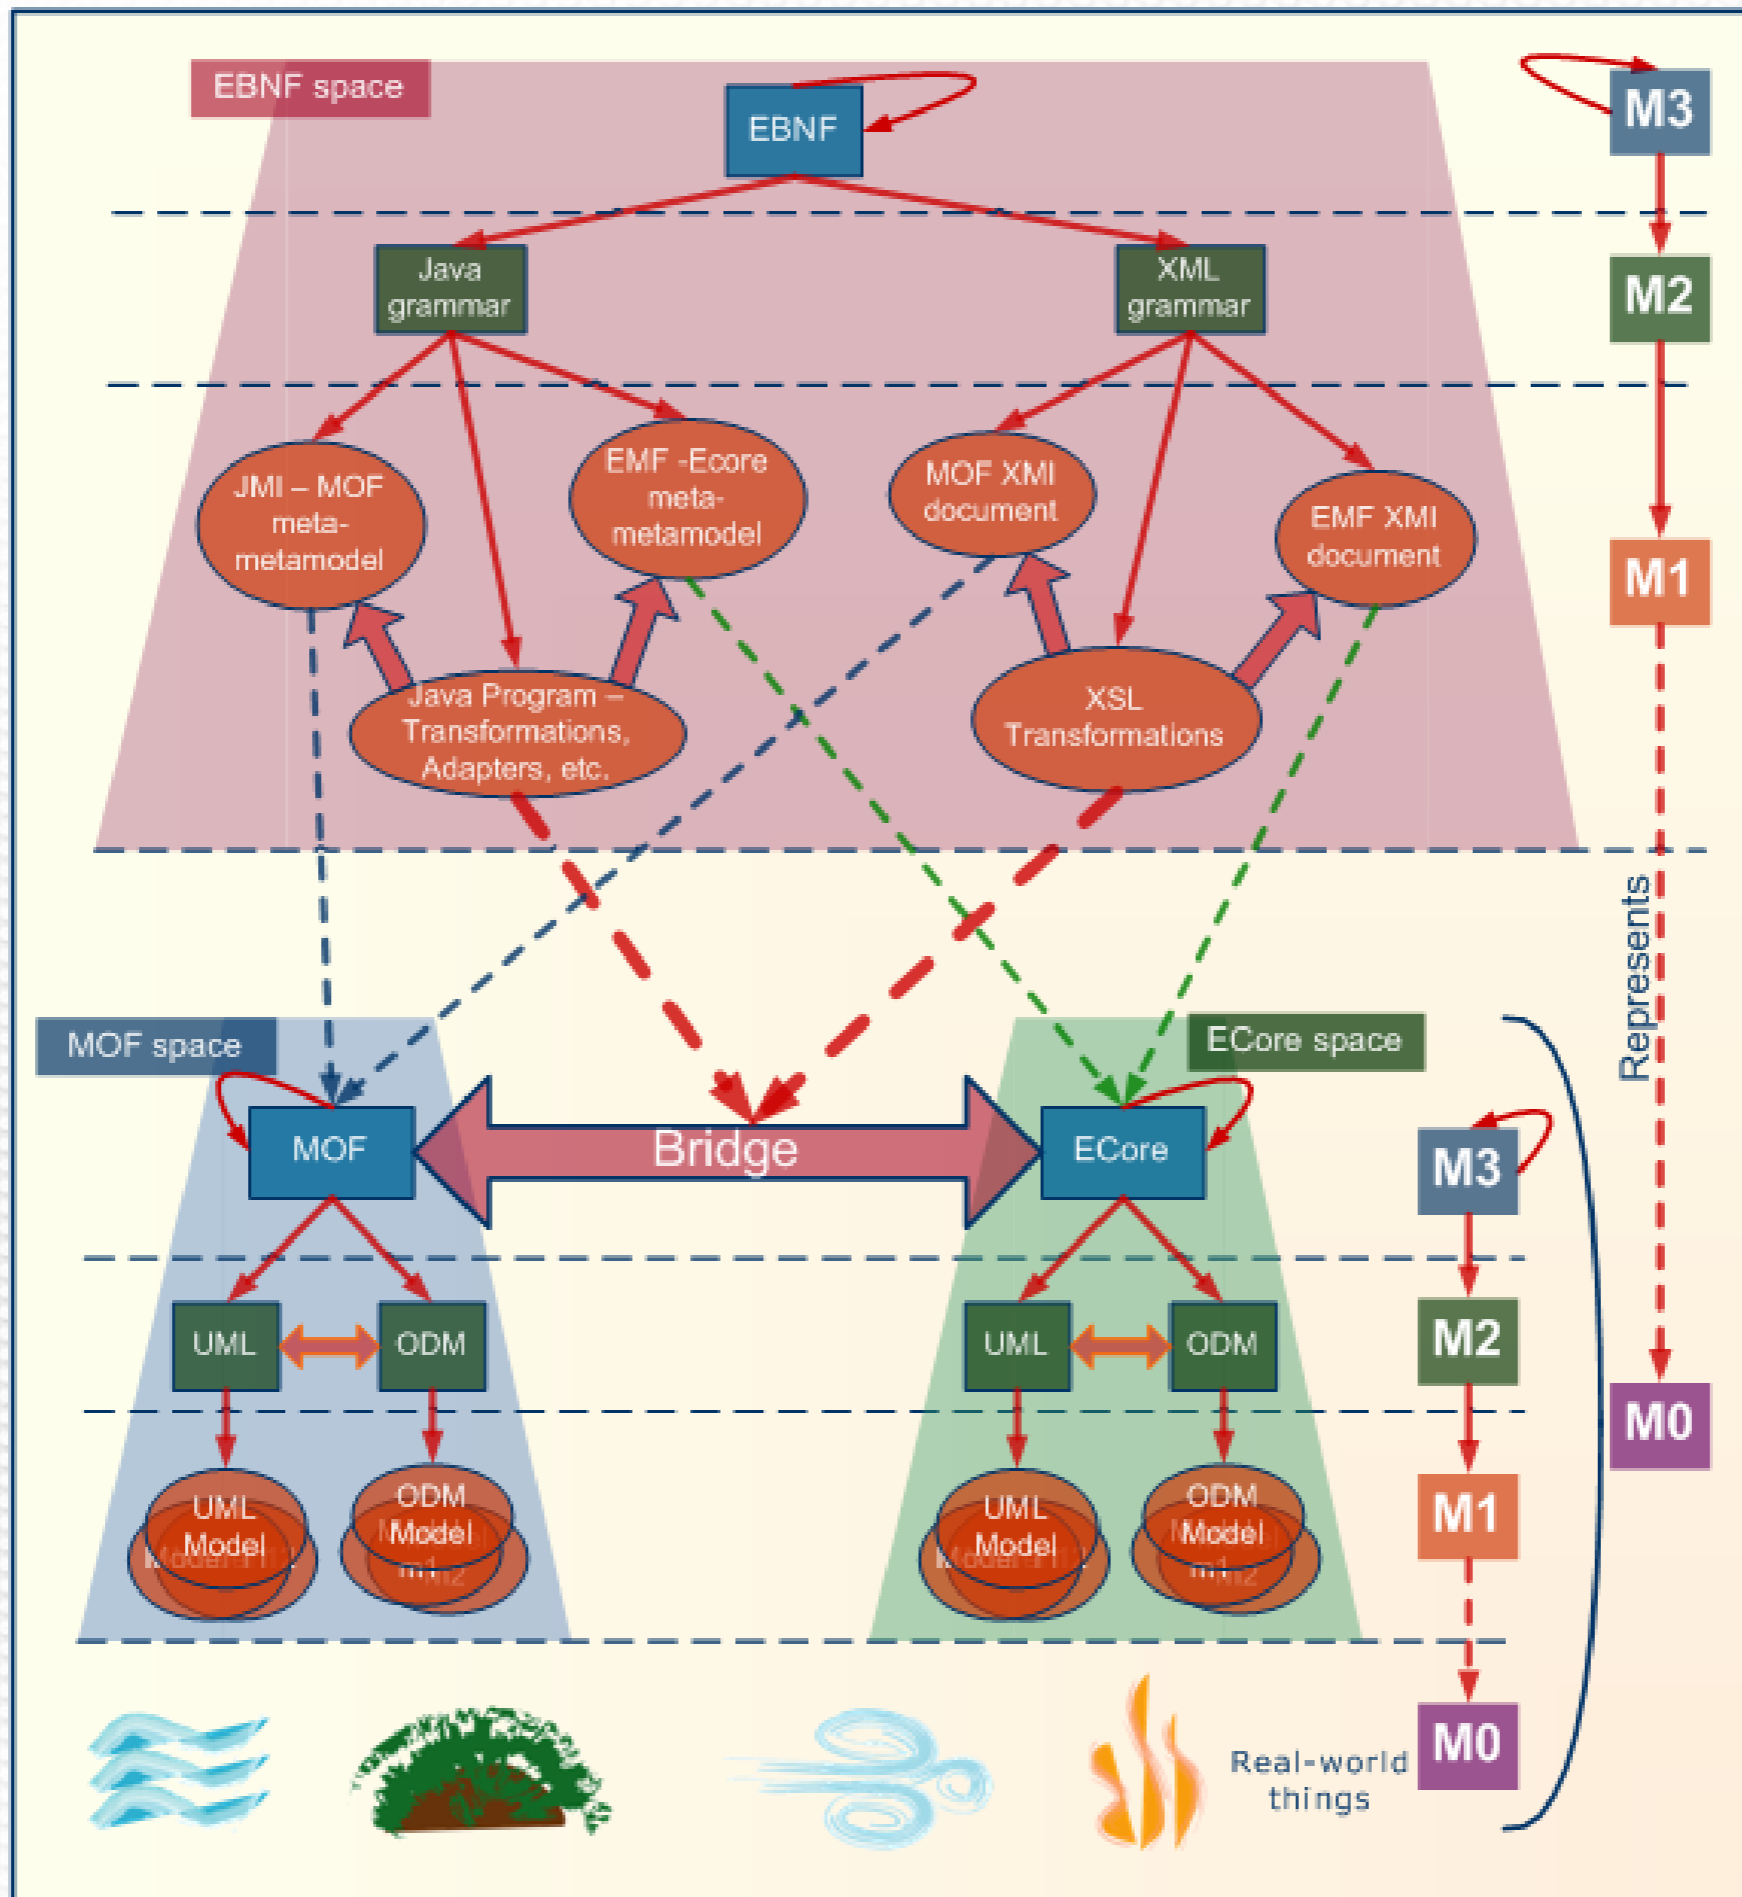 EBNF space
EBNF
M3
Java
grammar
XML
grammar
M2
JMI – MOF
meta-
metamodel
EMF -Ecore
meta-
metamodel
MOF XMI
document
EMF XMI
document
M1
Java Program –
Transformations,
Adapters, etc.
XSL
Transformations
Represents
MOF space
ECore space
MOF
Bridge
ECore
M3
UML
ODM
UML
ODM
M2
M0
UML
Model
ODM
Model
m1
UML
Model
ODM
Model
m1
M1
Real-world
things
M0